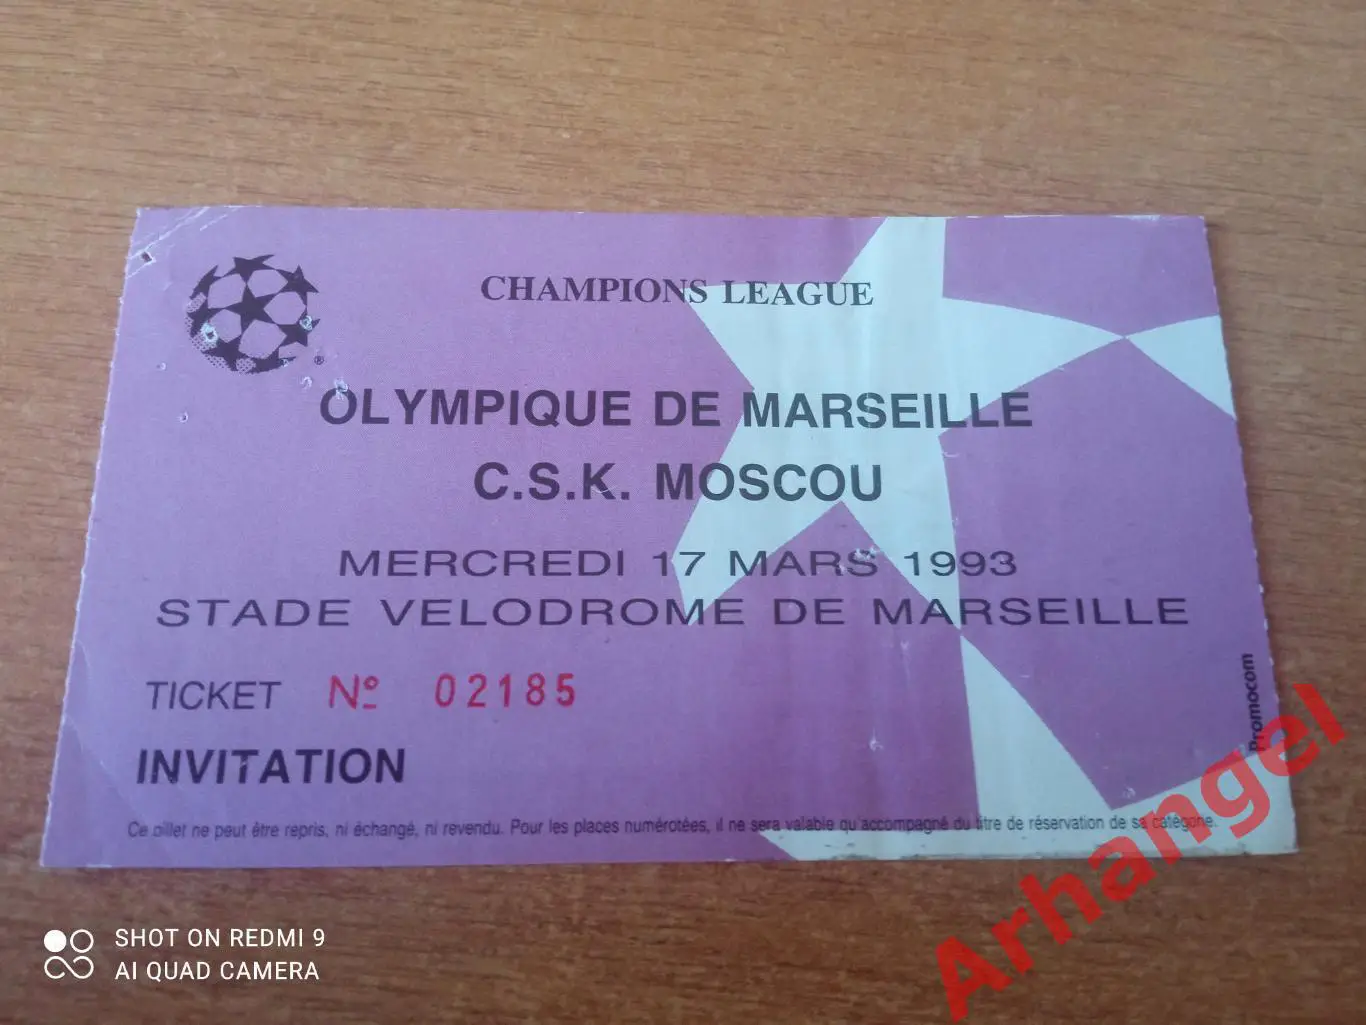 CHAMPIONS LEAGUE
®
OLYMPIQUE DE MARSEILLE
C.S.K. MOSCOU
MERCREDI 17 MARS 1993
STADE VELODROME DE MARSEILLE
TICKET Nº 02185
INVITATION
Promocom
Ce billet ne peut être repris, ni échangé, ni revendu. Pour les places numérotées, il ne sera valable qu'accompagné du titre de réservation de sa catégorie.
Arhangel
SHOT ON REDMI 9
AI QUAD CAMERA